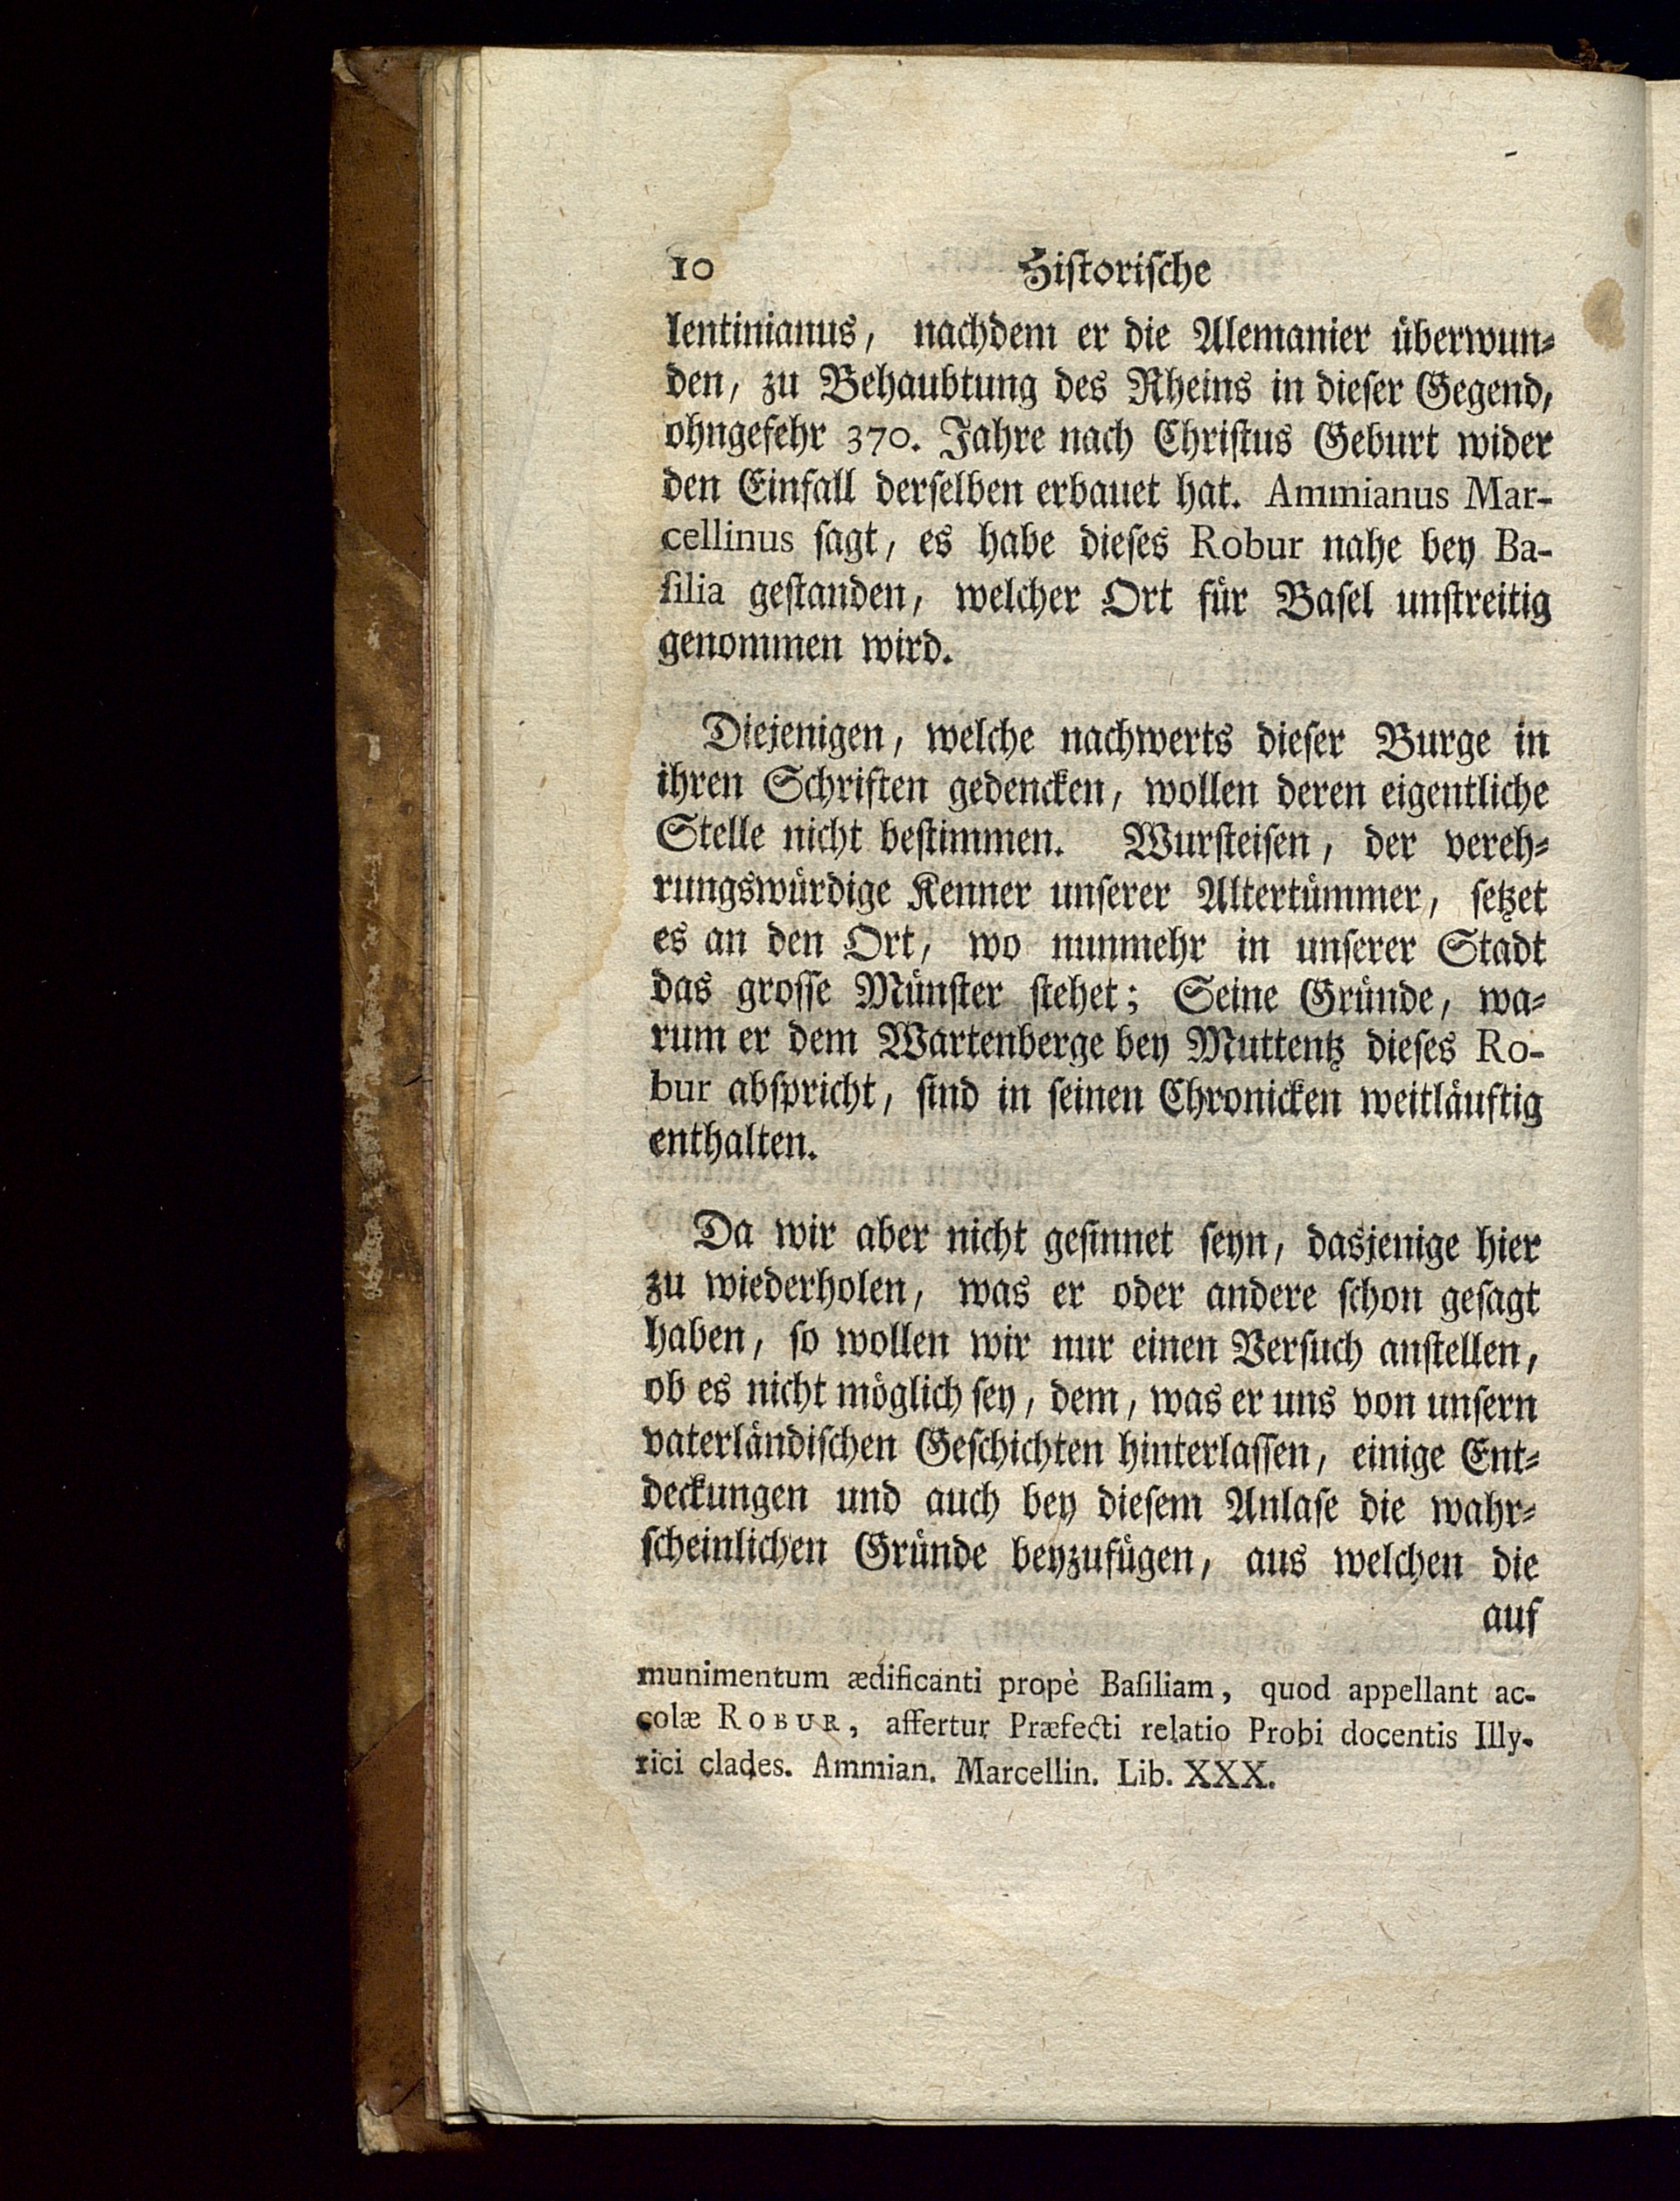 10 Historische
lentinianus, nachdem er die Alemanier überwun-
den, zu Behaubtung des Rheins in dieser Gegend,
ohngefehr 370. Jahre nach Christus Geburt wider
den Einfall derselben erbauet hat. Ammianus Mar-
cellinus sagt, es habe dieses Robur nahe bey Ba-
silia gestanden, welcher Ort für Basel unstreitig
genommen wird.
Diejenigen, welche nachwerts dieser Burge in
ihren Schriften gedencken, wollen deren eigentliche
Stelle nicht bestimmen. Wursteisen, der vereh-
rungswürdige Kenner unserer Altertümmer, setzet
es an den Ort, wo nunmehr in unserer Stadt
das grosse Münster stehet; Seine Gründe, wa-
rum er dem Wartenberge bey Muttentz dieses Ro-
bur abspricht, sind in seinen Chronicken weitläuftig
enthalten.
Da wir aber nicht gesinnet seyn, dasjenige hier
zu wiederholen, was er oder andere schon gesagt
haben, so wollen wir nur einen Versuch anstellen,
ob es nicht möglich sey, dem, was er uns von unsern
vaterländischen Geschichten hinterlassen, einige Ent-
deckungen und auch bey diesem Anlase die wahr-
scheinlichen Gründe beyzufügen, aus welchen die
auf
munimentum ædificanti propè Basiliam, quod appellant ac-
colæ ROBUR, affertur Præfecti relatio Probi docentis Illy-
rici clades. Ammian. Marcellin. Lib. XXX.